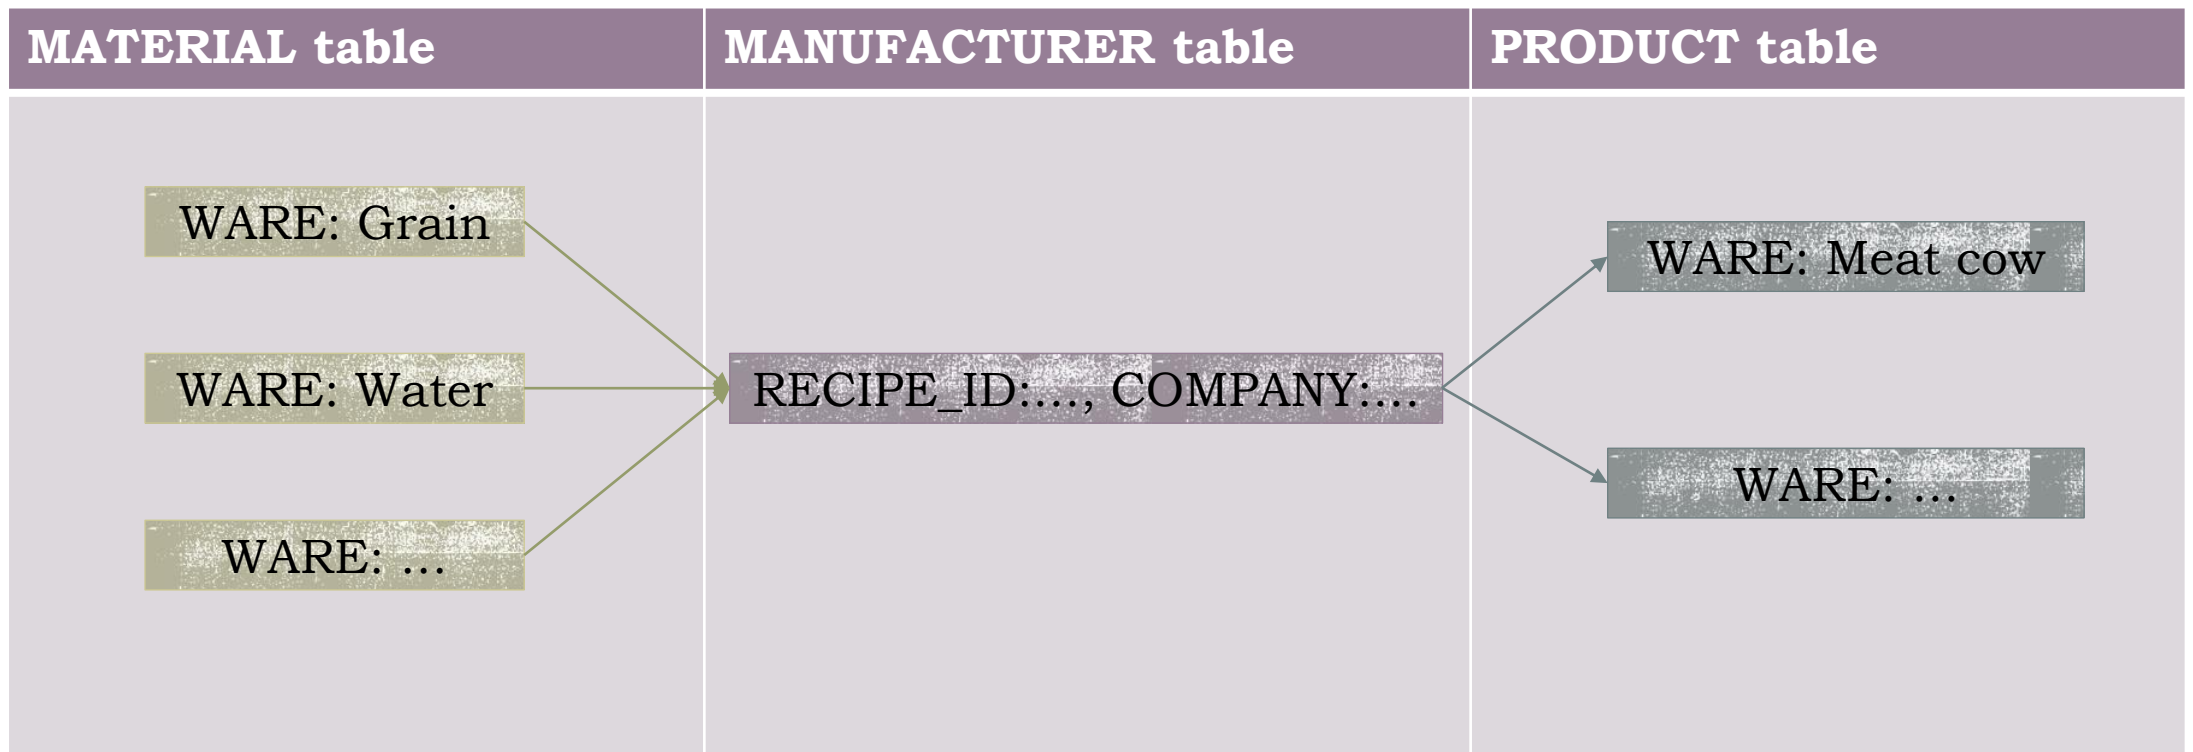 MATERIAL table
MANUFACTURER table
PRODUCT table
WARE: Grain
WARE: Water
WARE: ...
RECIPE_ID:..., COMPANY:...
WARE: Meat cow
WARE: ...